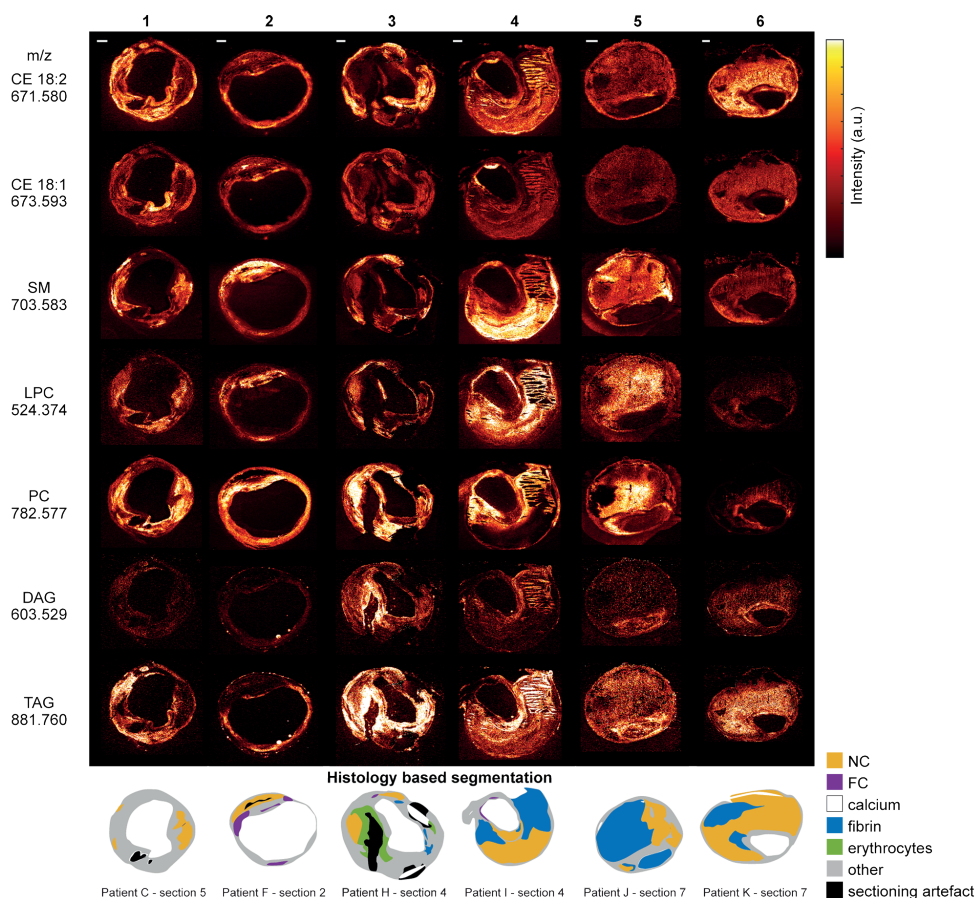 1 2 3 4 5 6
m/z
CE 18:2
671.580
CE 18:1
673.593
SM
703.583
LPC
524.374
PC
782.577
DAG
603.529
TAG
881.760
Intensity (a.u.)
Histology based segmentation
NC
FC
calcium
fibrin
erythrocytes
other
sectioning artefact
Patient C - section 5 Patient F - section 2 Patient H - section 4 Patient I - section 4 Patient J - section 7 Patient K - section 7